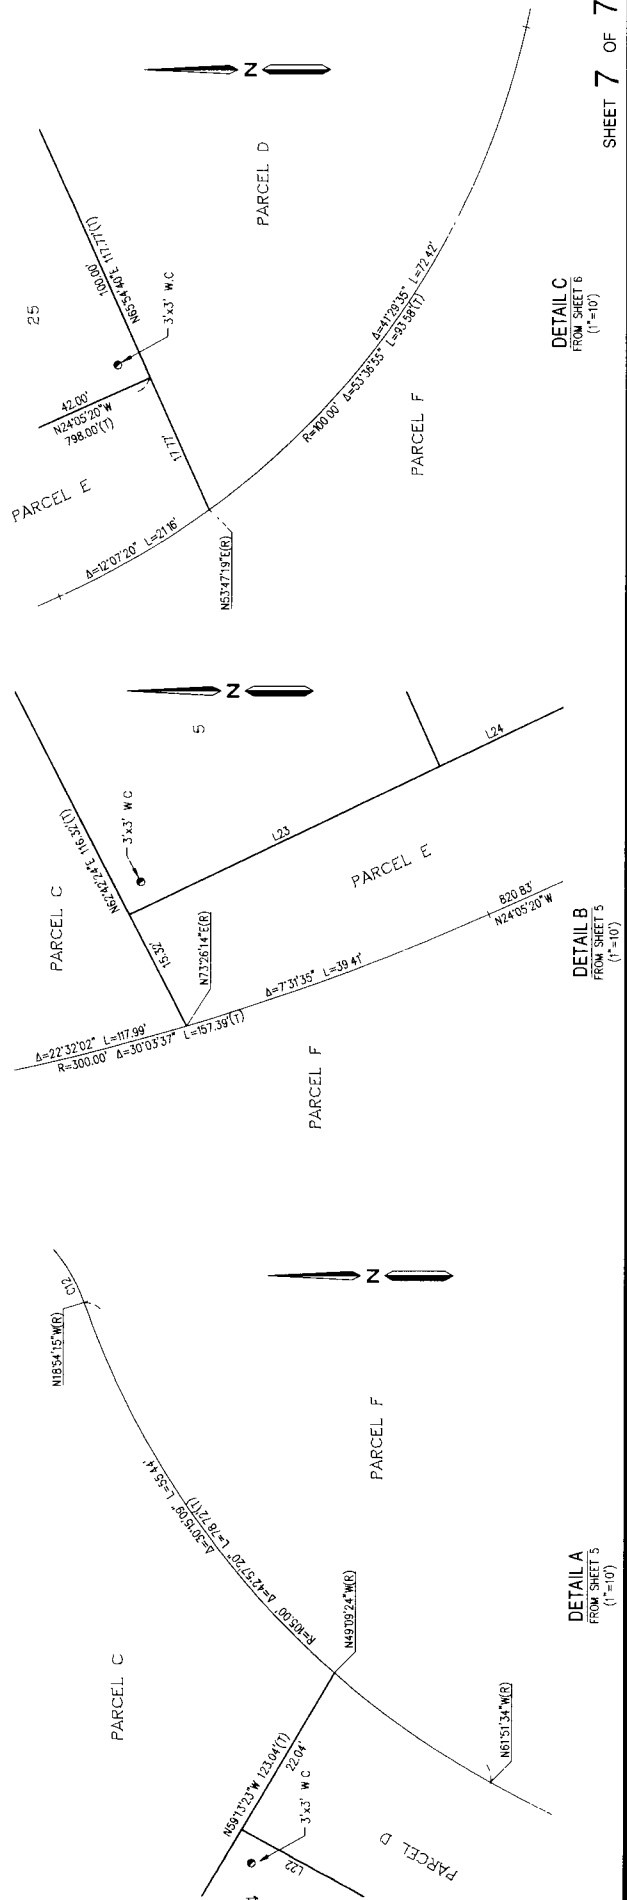 PARCEL C
N59°13'23"W 123.04'(T)
22.04'
3'x3' W.C
L22
PARCEL D
R=105.00' Δ=42°57'20" L=78.72'(T)
Δ=30°15'09" L=55.44'
N18°54'15"W(R)
C12
N49°09'24"W(R)
N61°51'34"W(R)
PARCEL F
N
DETAIL A
FROM SHEET 5
(1"=10')
PARCEL C
Δ=22°32'02" L=117.99'
R=300.00' Δ=30°03'37" L=157.39'(T)
N62°42'24"E 116.32'(T)
15.32'
3'x3' W.C
N73°26'14"E(R)
Δ=7°31'35" L=39.41'
5
L23
L24
PARCEL E
820.83'
N24°05'20"W
PARCEL F
N
DETAIL B
FROM SHEET 5
(1"=10')
25
PARCEL E
42.00'
N24°05'20"W
798.00'(T)
100.00'
N65°54'40"E 117.77'(T)
3'x3' W.C
17.77'
Δ=12°07'20" L=21.16'
N53°47'19"E(R)
PARCEL D
Δ=41°29'35" L=72.42'
R=100.00' Δ=53°36'55" L=93.58'(T)
PARCEL F
N
DETAIL C
FROM SHEET 6
(1"=10')
SHEET 7 OF 7